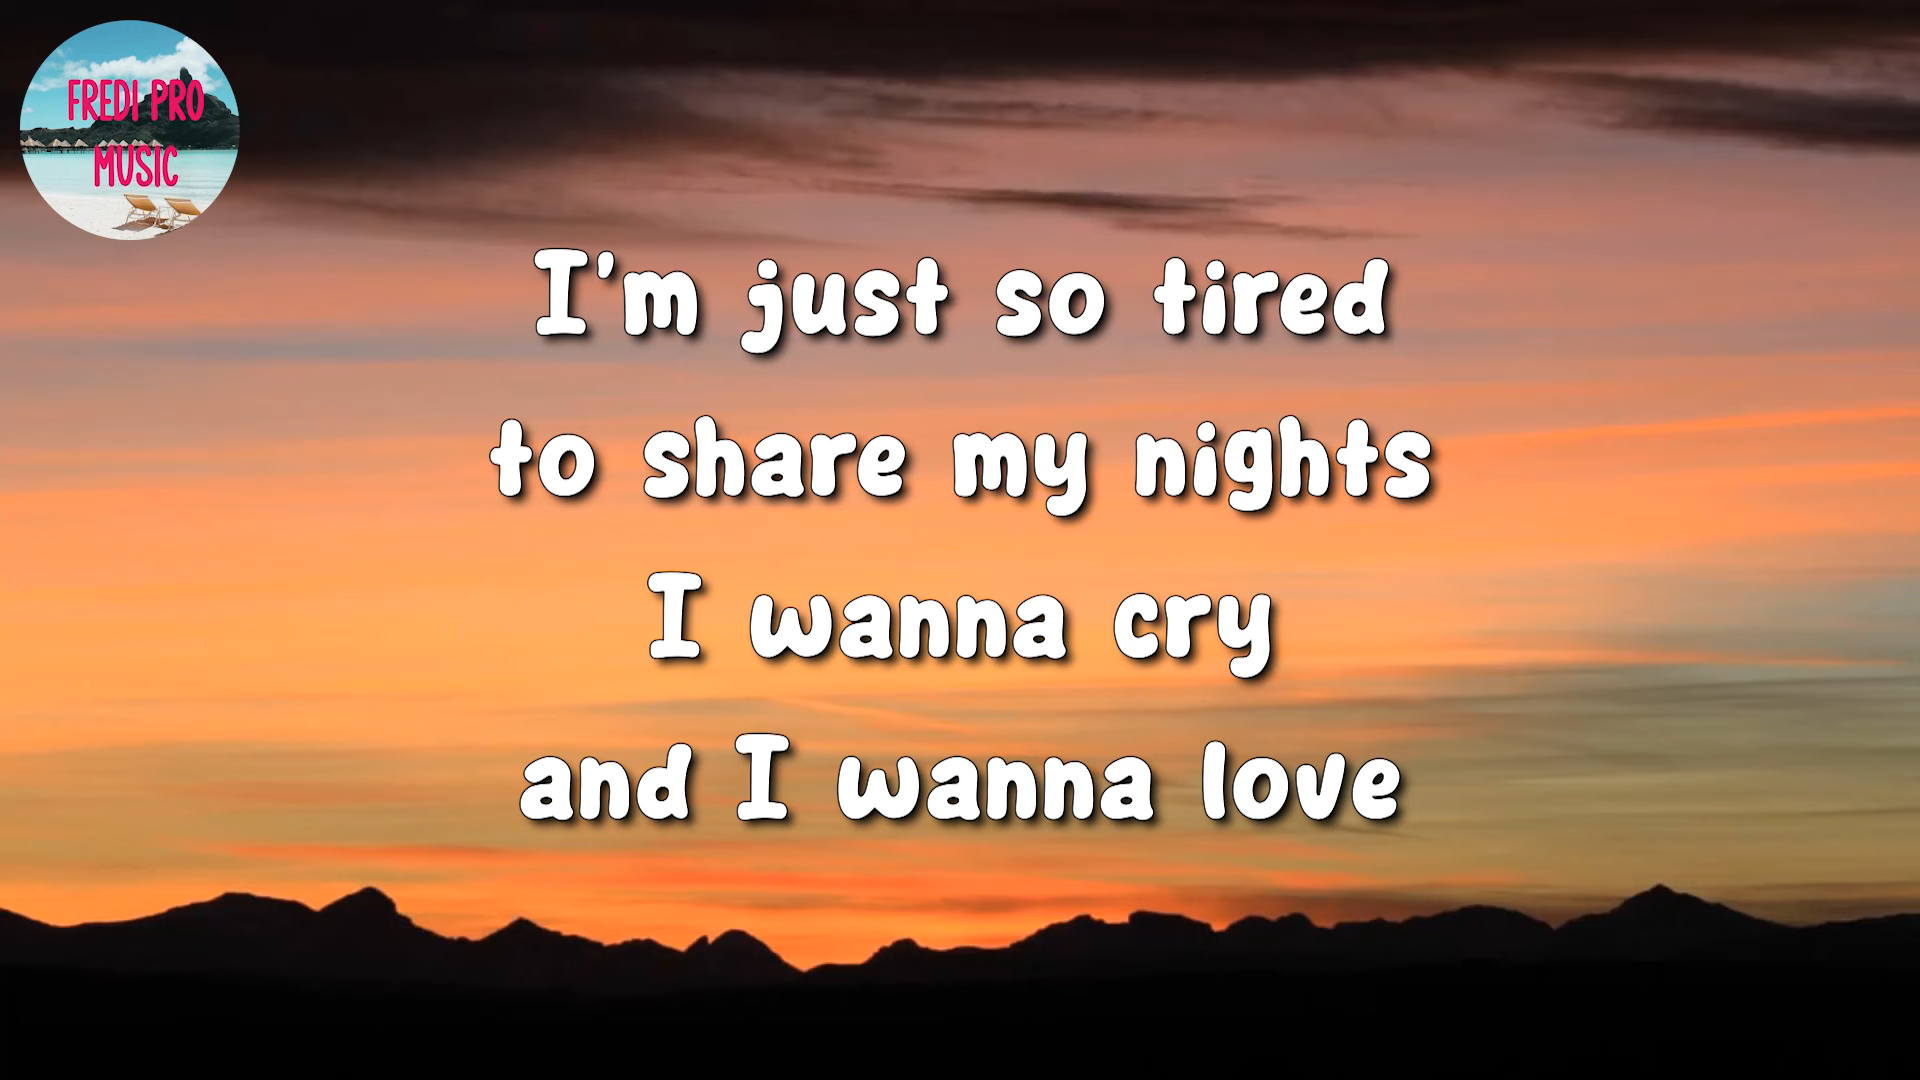 FREDI PRO
MUSIC
I'm just so tired
to share my nights
I wanna cry
and I wanna love